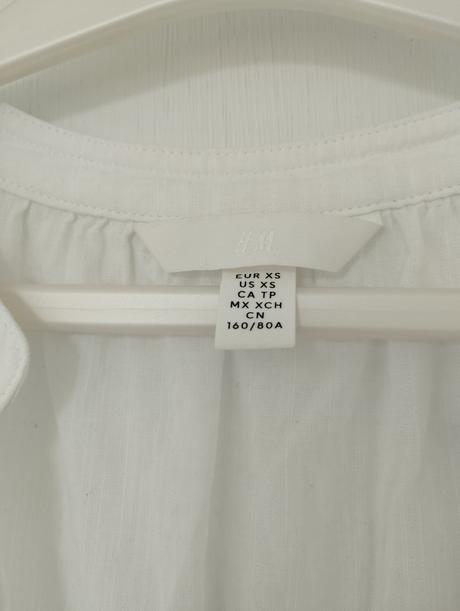 H&M
EUR XS
US XS
CA TP
MX XCH
CN
160/80A